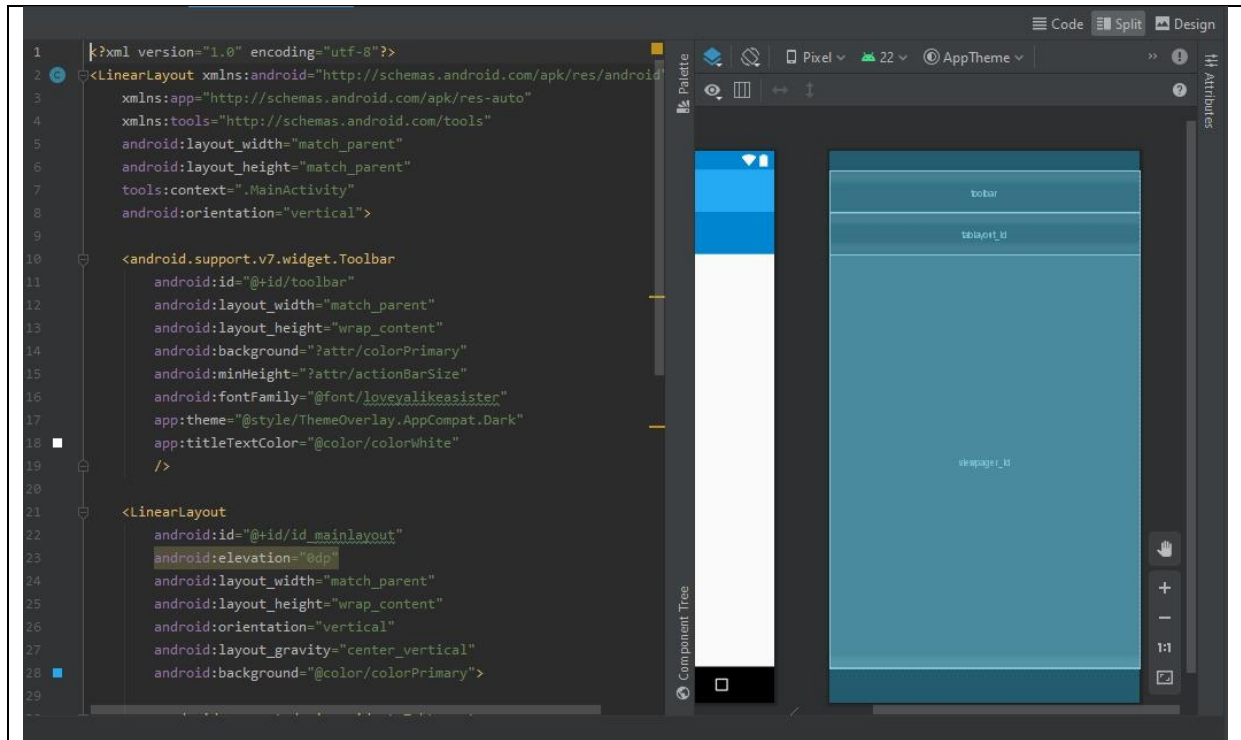 Code Split Design
1 <?xml version="1.0" encoding="utf-8"?>
2 <LinearLayout xmlns:android="http://schemas.android.com/apk/res/android"
3 xmlns:app="http://schemas.android.com/apk/res-auto"
4 xmlns:tools="http://schemas.android.com/tools"
5 android:layout_width="match_parent"
6 android:layout_height="match_parent"
7 tools:context=".MainActivity"
8 android:orientation="vertical">
9
10 <android.support.v7.widget.Toolbar
11 android:id="@+id/toolbar"
12 android:layout_width="match_parent"
13 android:layout_height="wrap_content"
14 android:background="?attr/colorPrimary"
15 android:minHeight="?attr/actionBarSize"
16 android:fontFamily="@font/loveyalikeasister"
17 app:theme="@style/ThemeOverlay.AppCompat.Dark"
18 app:titleTextColor="@color/colorWhite"
19 />
20
21 <LinearLayout
22 android:id="@+id/id_mainlayout"
23 android:elevation="0dp"
24 android:layout_width="match_parent"
25 android:layout_height="wrap_content"
26 android:orientation="vertical"
27 android:layout_gravity="center_vertical"
28 android:background="@color/colorPrimary">
29
Palette
Component Tree
Pixel 22 AppTheme »
Attributes
toolbar
tablayout_id
viewpager_id
1:1